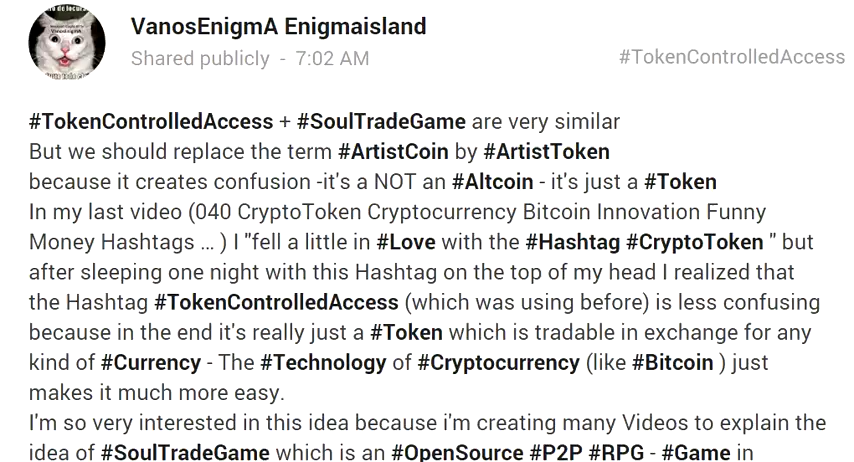 VanosEnigmA Enigmaisland
Shared publicly - 7:02 AM
#TokenControlledAccess
#TokenControlledAccess + #SoulTradeGame are very similar
But we should replace the term #ArtistCoin by #ArtistToken
because it creates confusion -it's a NOT an #Altcoin - it's just a #Token
In my last video (040 CryptoToken Cryptocurrency Bitcoin Innovation Funny
Money Hashtags ... ) I "fell a little in #Love with the #Hashtag #CryptoToken " but
after sleeping one night with this Hashtag on the top of my head I realized that
the Hashtag #TokenControlledAccess (which was using before) is less confusing
because in the end it's really just a #Token which is tradable in exchange for any
kind of #Currency - The #Technology of #Cryptocurrency (like #Bitcoin ) just
makes it much more easy.
I'm so very interested in this idea because i'm creating many Videos to explain the
idea of #SoulTradeGame which is an #OpenSource #P2P #RPG - #Game in